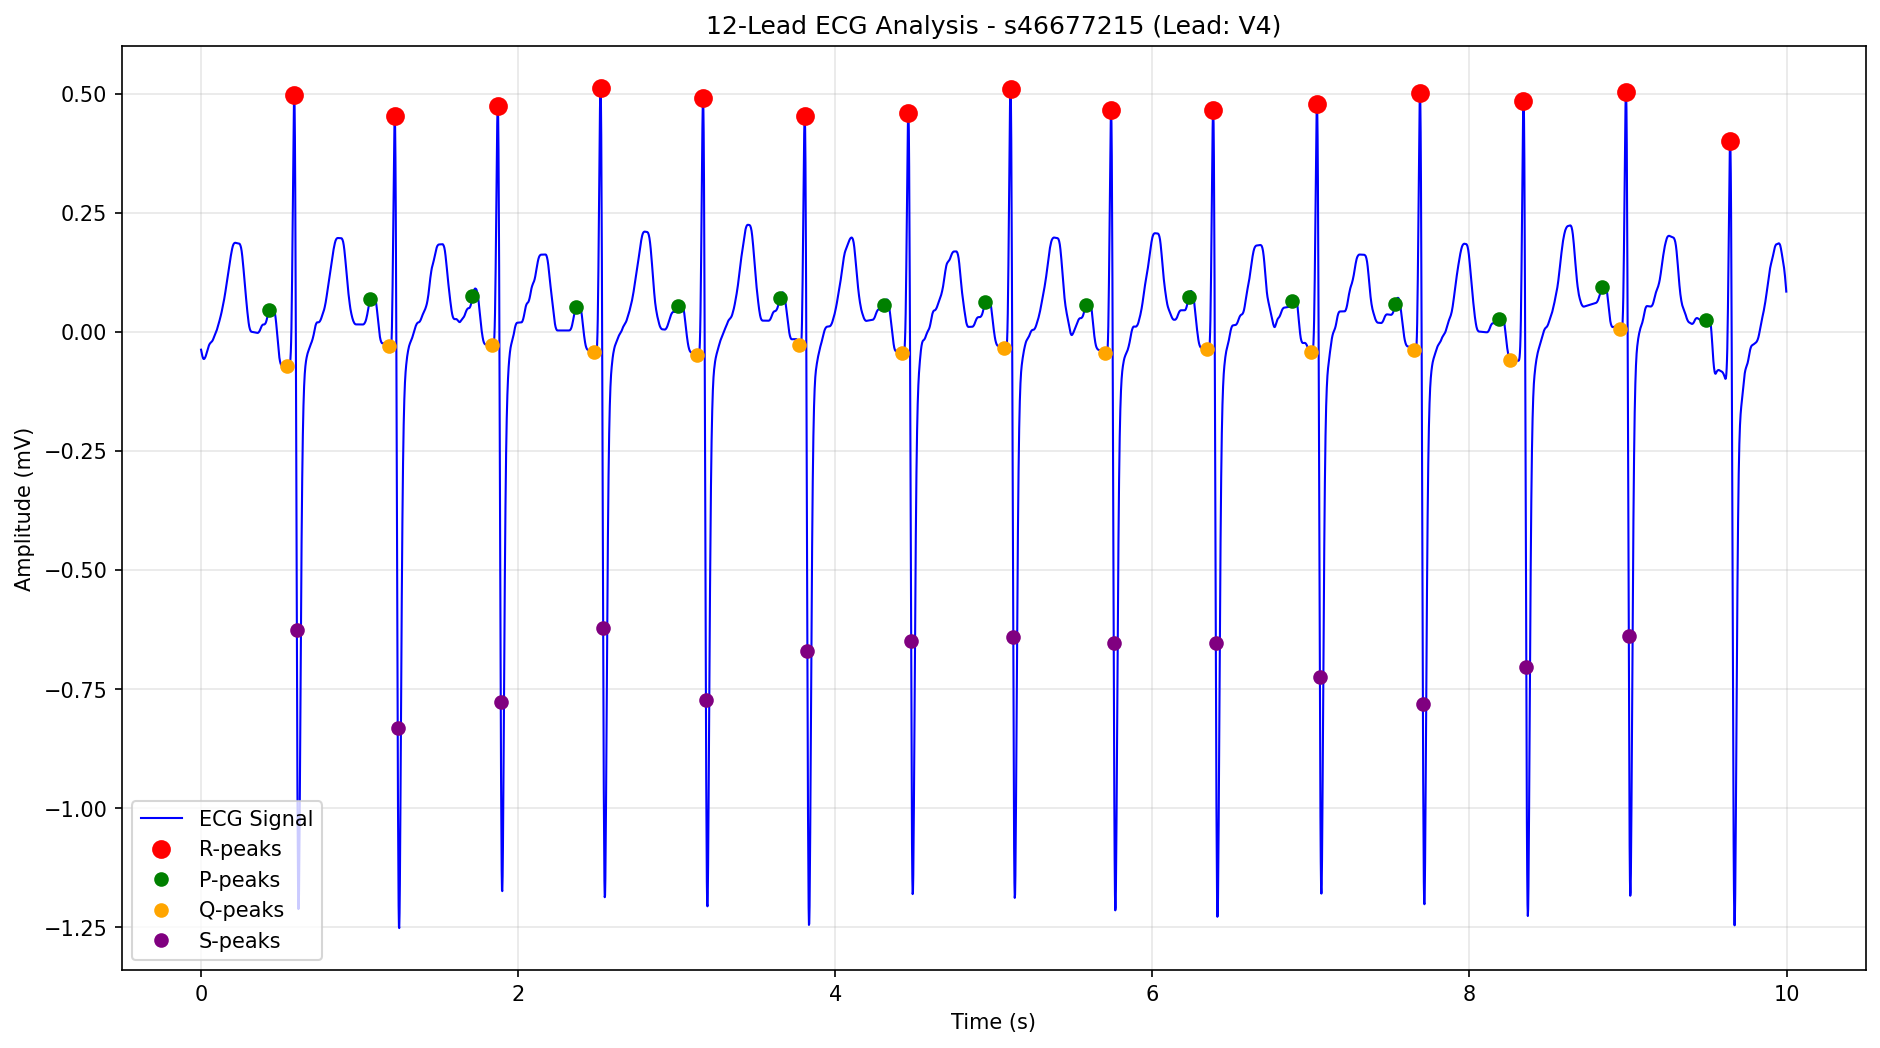 12-Lead ECG Analysis - s46677215 (Lead: V4)
Amplitude (mV)
0.50
0.25
0.00
−0.25
−0.50
−0.75
−1.00
−1.25
ECG Signal
R-peaks
P-peaks
Q-peaks
S-peaks
0 2 4 6 8 10
Time (s)